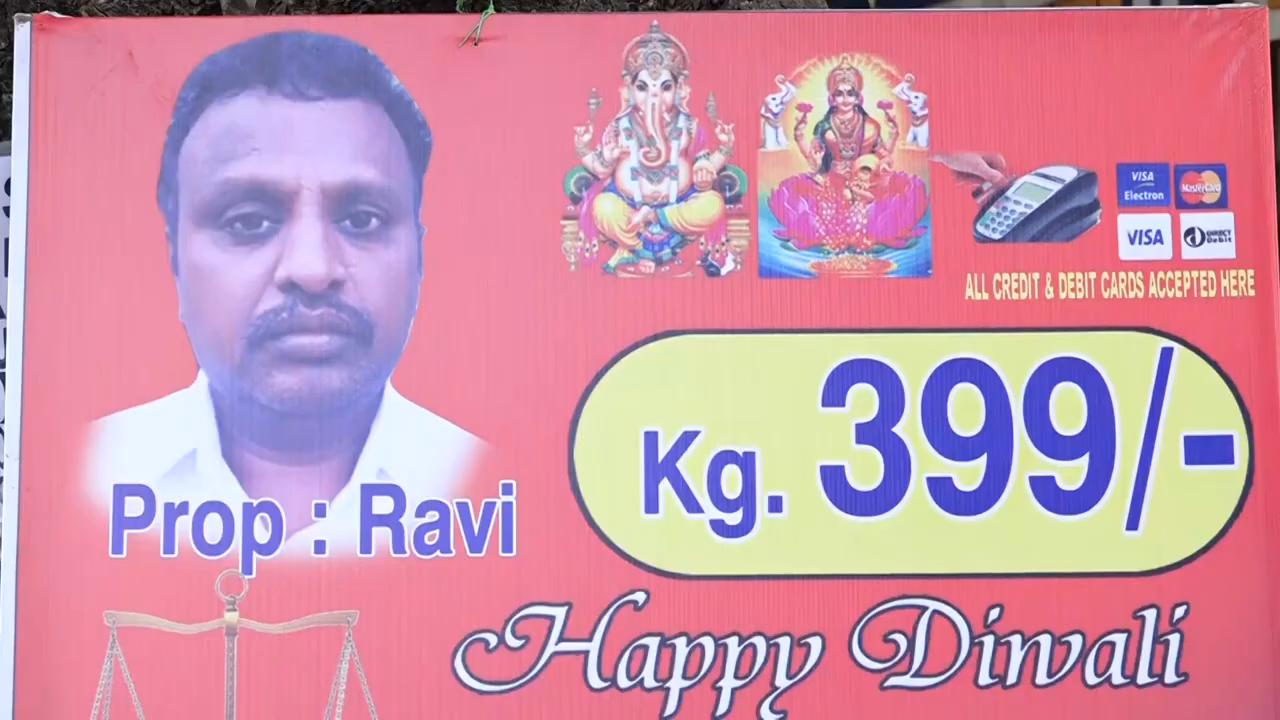 VISA
Electron
MasterCard
VISA
DIRECT
Debit
ALL CREDIT & DEBIT CARDS ACCEPTED HERE
Kg. 399/-
Prop : Ravi
Happy Diwali